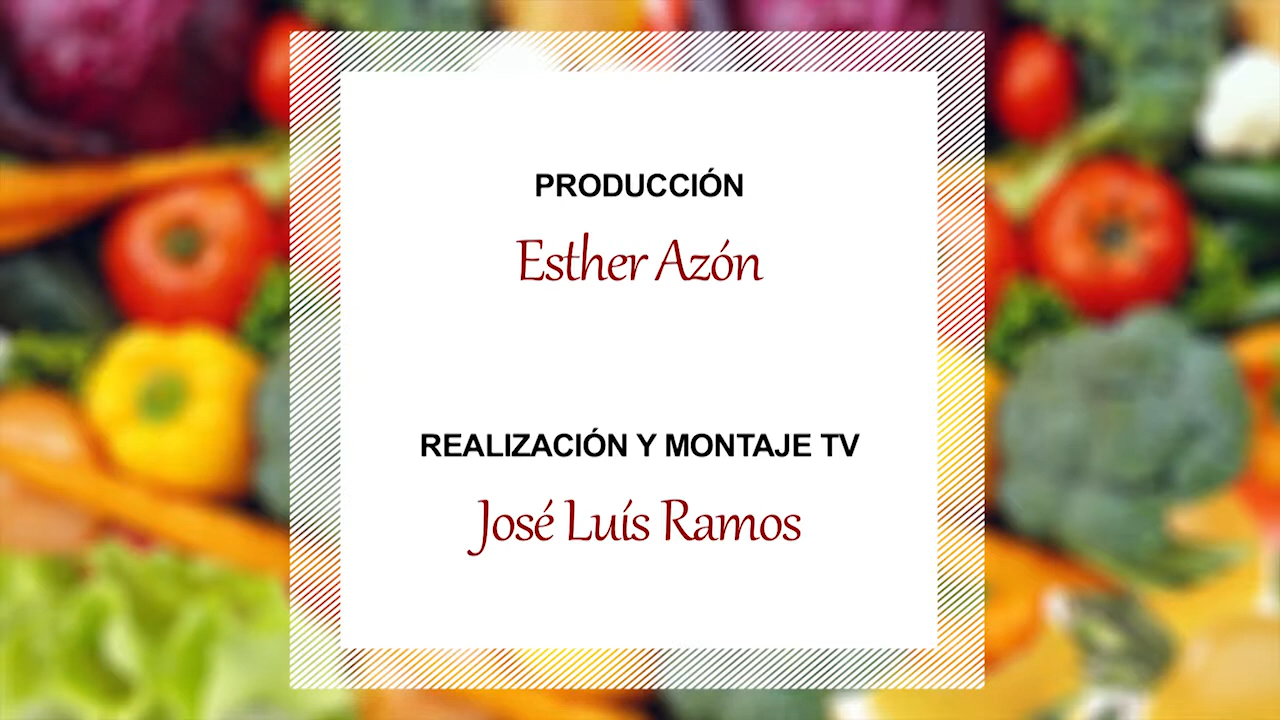 PRODUCCIÓN
Esther Azón
REALIZACIÓN Y MONTAJE TV
José Luís Ramos